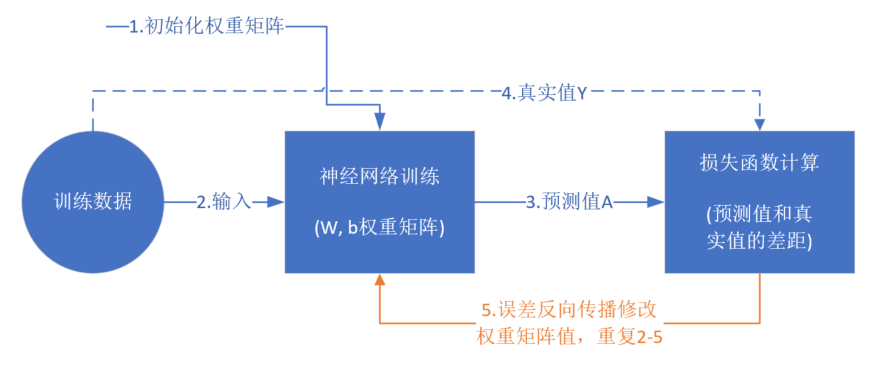 1.初始化权重矩阵
4.真实值Y
训练数据
2.输入
神经网络训练
(W, b权重矩阵)
3.预测值A
损失函数计算
(预测值和真
实值的差距)
5.误差反向传播修改
权重矩阵值，重复2-5